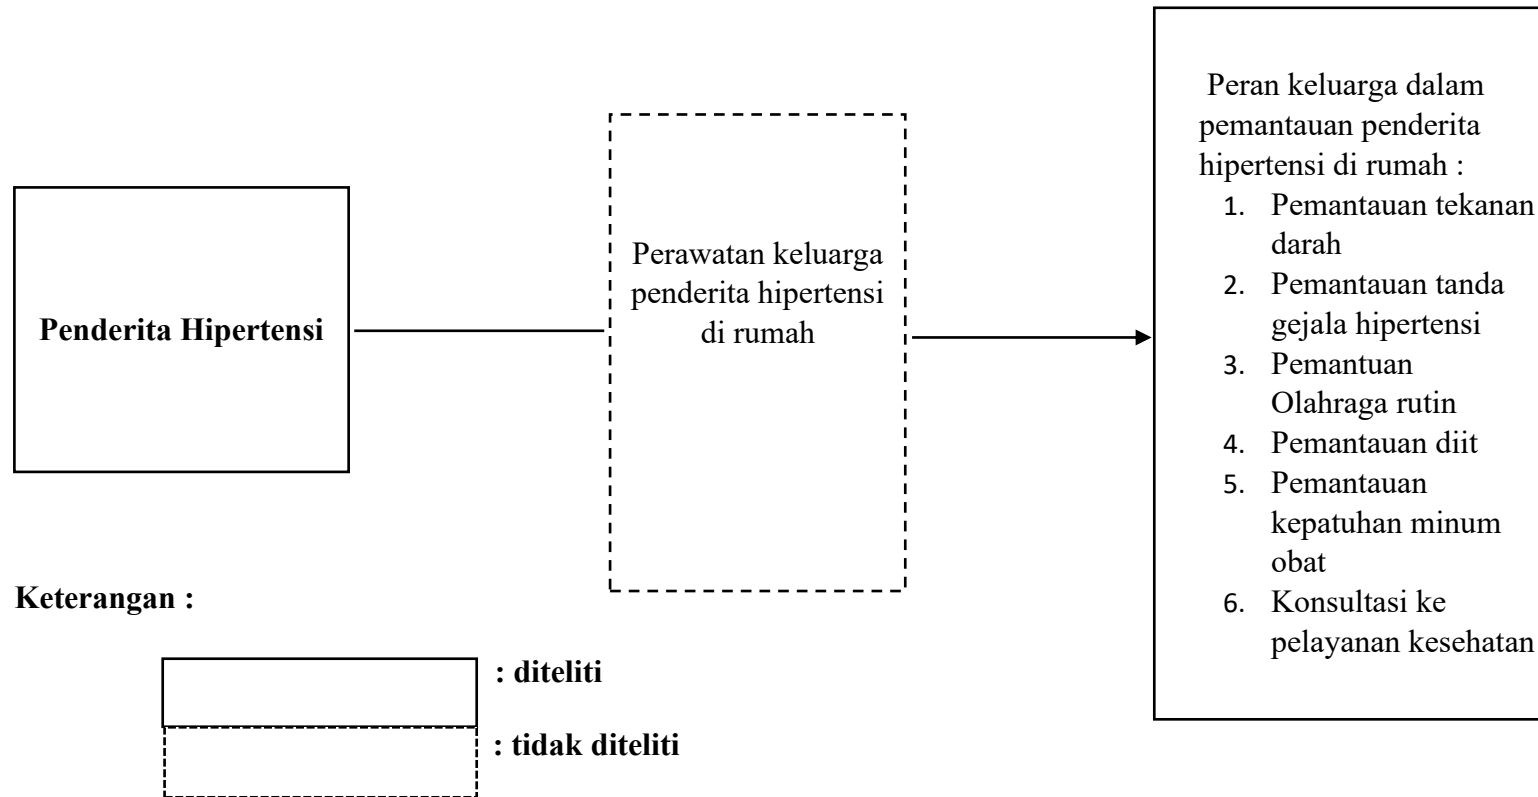 Penderita Hipertensi
Perawatan keluarga
penderita hipertensi
di rumah
Peran keluarga dalam
pemantauan penderita
hipertensi di rumah :
1. Pemantauan tekanan
darah
2. Pemantauan tanda
gejala hipertensi
3. Pemantuan
Olahraga rutin
4. Pemantauan diit
5. Pemantauan
kepatuhan minum
obat
6. Konsultasi ke
pelayanan kesehatan
Keterangan :
: diteliti
: tidak diteliti